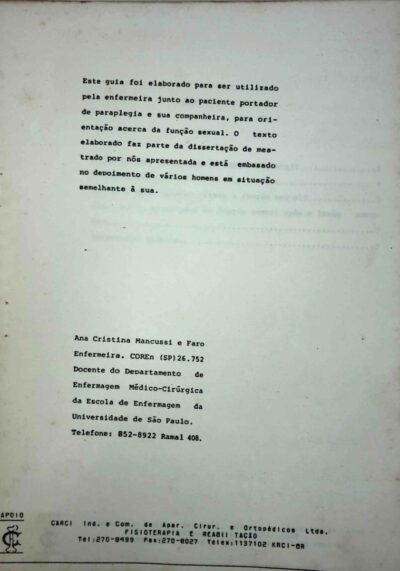 Este guia foi elaborado para ser utilizado
pela enfermeira junto ao paciente portador
de paraplegia e sua companheira, para ori-
entação acerca da função sexual. O texto
elaborado faz parte da dissertação de mes-
trado por nós apresentada e está embasado
no depoimento de vários homens em situação
semelhante à sua.
Ana Cristina Mancussi e Faro
Enfermeira. COREn (SP)26.752
Docente do Departamento de
Enfermagem Médico-Cirúrgica
da Escola de Enfermagem da
Universidade de São Paulo.
Telefone: 852-8922 Ramal 408.
APOIO
CARCI Ind. e Com. de Apar. Cirur. e Ortopédicos Ltda.
FISIOTERAPIA E REABILITAÇÃO
Tel:270-8499 Fax:270-8027 Telex:1137102 KRCI-BR